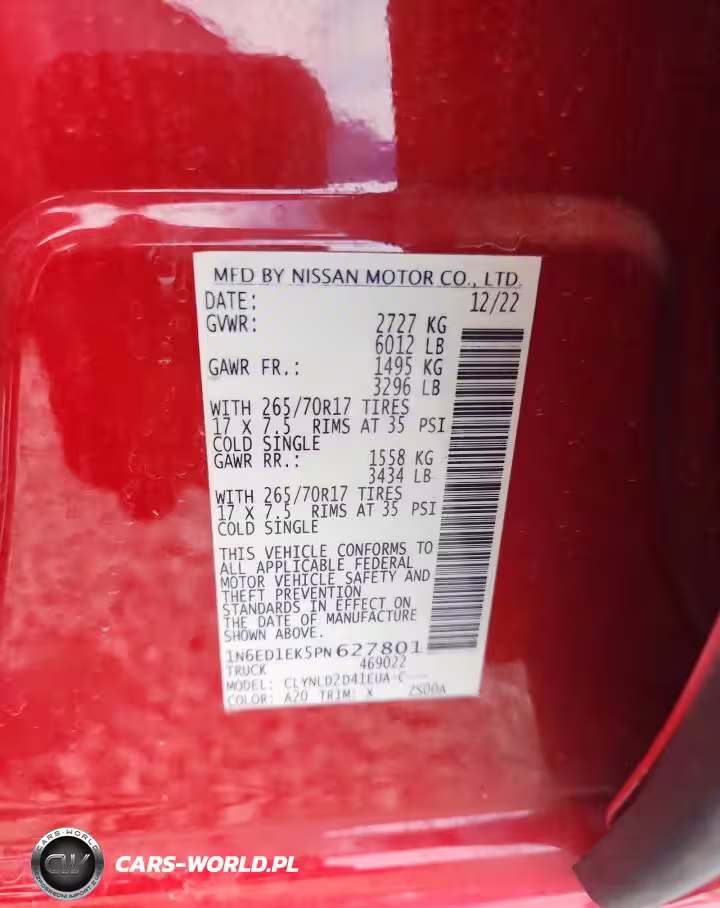 MFD BY NISSAN MOTOR CO., LTD.
DATE: 12/22
GVWR: 2727 KG
6012 LB
GAWR FR.: 1495 KG
3296 LB
WITH 265/70R17 TIRES
17 X 7.5 RIMS AT 35 PSI
COLD SINGLE
GAWR RR.: 1558 KG
3434 LB
WITH 265/70R17 TIRES
17 X 7.5 RIMS AT 35 PSI
COLD SINGLE
THIS VEHICLE CONFORMS TO
ALL APPLICABLE FEDERAL
MOTOR VEHICLE SAFETY AND
THEFT PREVENTION
STANDARDS IN EFFECT ON
THE DATE OF MANUFACTURE
SHOWN ABOVE.
1N6ED1EK5PN627801
TRUCK 469022
MODEL: CLYNLD2D41EUA-C----
COLOR: A20 TRIM: X 2S00A
CARS-WORLD
CW
CARS-WORLD.PL